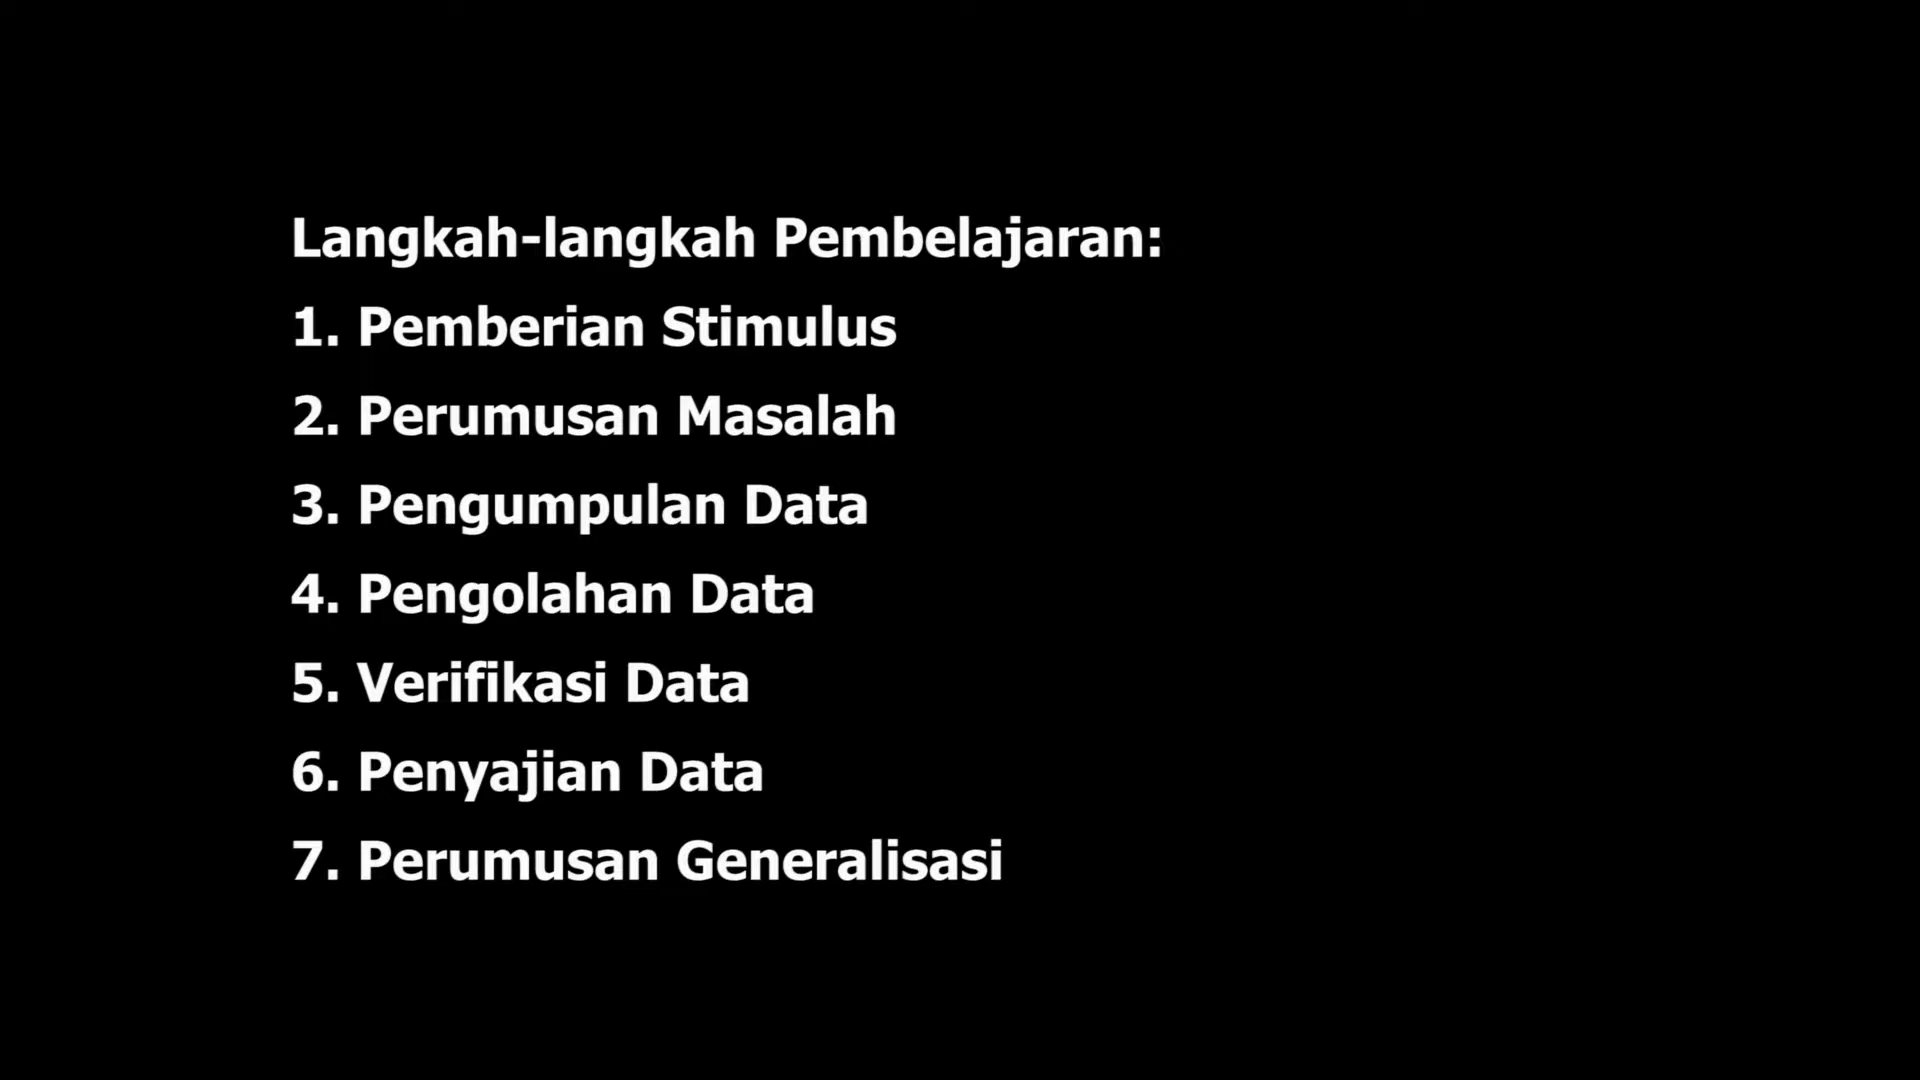 Langkah-langkah Pembelajaran:
1. Pemberian Stimulus
2. Perumusan Masalah
3. Pengumpulan Data
4. Pengolahan Data
5. Verifikasi Data
6. Penyajian Data
7. Perumusan Generalisasi